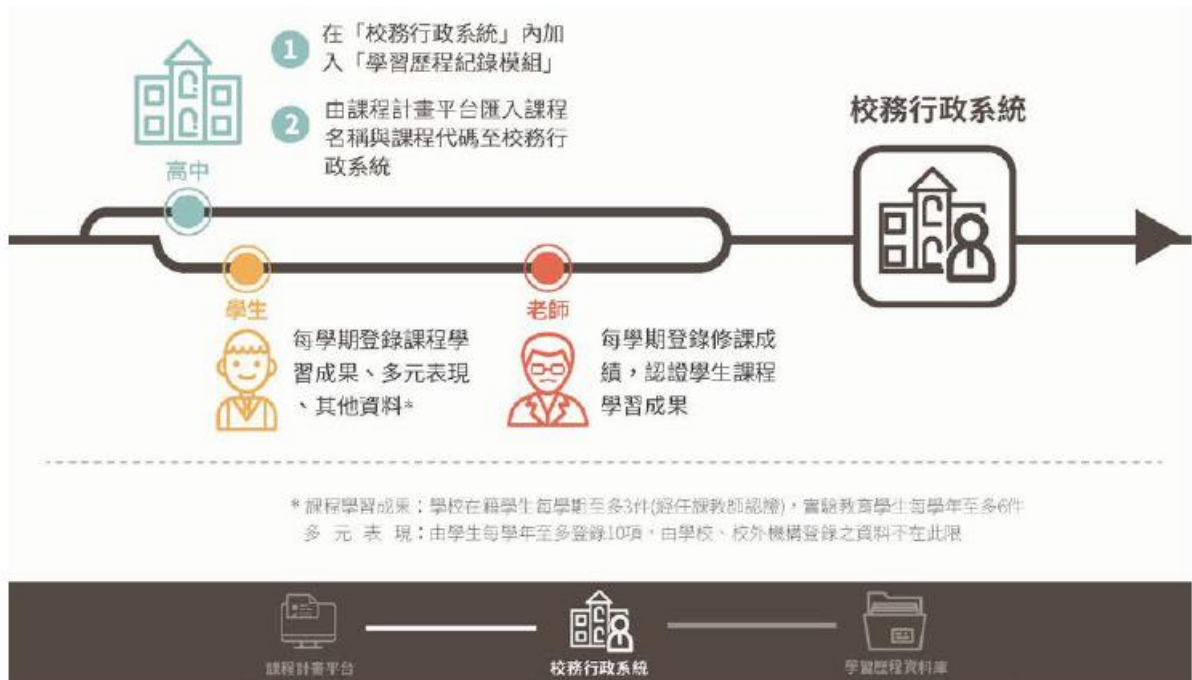 1 在「校務行政系統」內加
入「學習歷程紀錄模組」
2 由課程計畫平台匯入課程
名稱與課程代碼至校務行
政系統
高中
校務行政系統
學生
每學期登錄課程學
習成果、多元表現
、其他資料*
老師
每學期登錄修課成
績，認證學生課程
學習成果
*課程學習成果：學校在籍學生每學期至多3件(經任課教師認證)，實驗教育學生每學年至多6件
多元表現：由學生每學年至多登錄10項，由學校、校外機構登錄之資料不在此限
課程計畫平台
校務行政系統
學習歷程資料庫